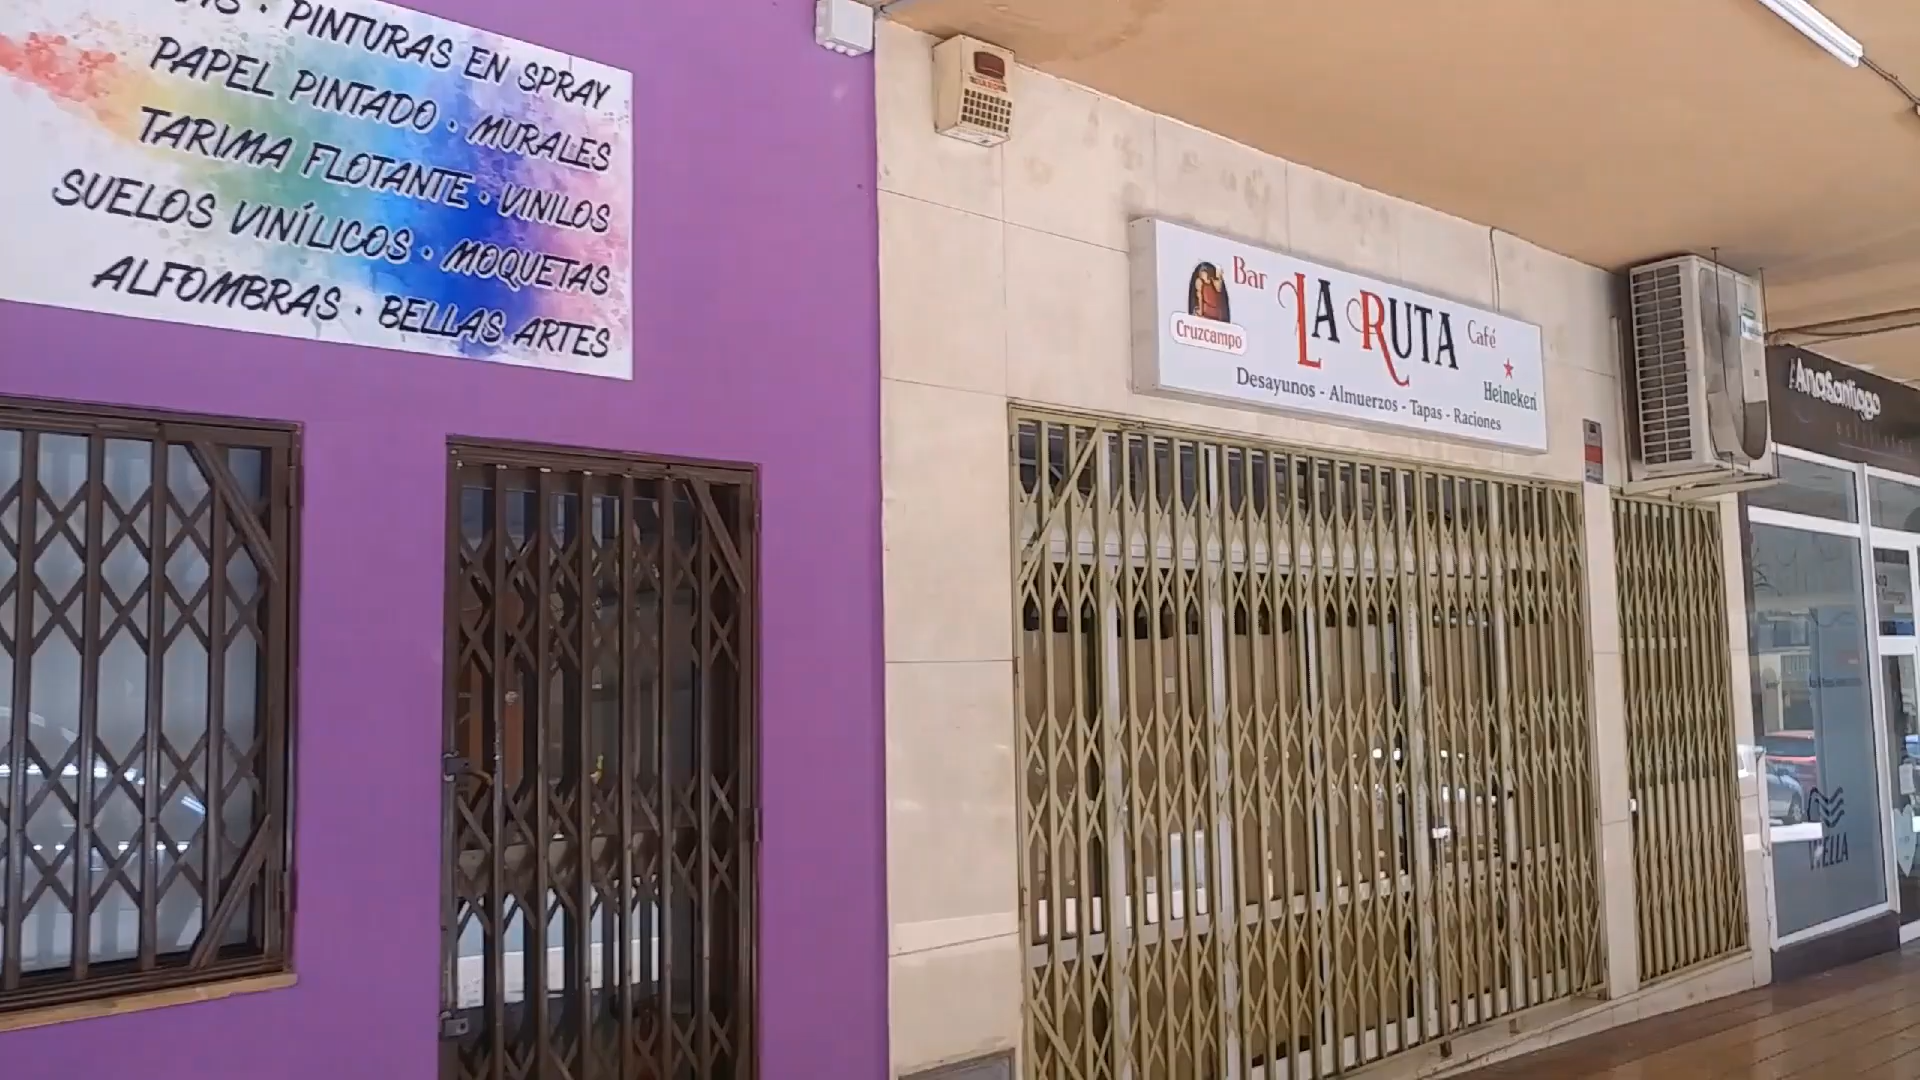 PINTURAS EN SPRAY
PAPEL PINTADO · MURALES
TARIMA FLOTANTE · VINILOS
SUELOS VINÍLICOS · MOQUETAS
ALFOMBRAS · BELLAS ARTES
Bar LA RUTA Café
Cruzcampo
Heineken
Desayunos - Almuerzos - Tapas - Raciones
AnaSantiago
WELLA